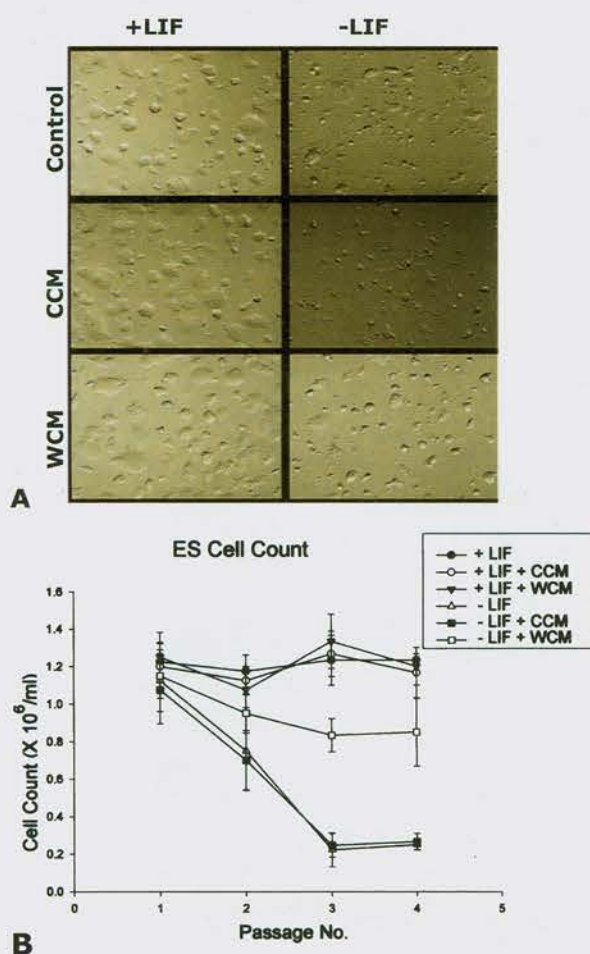 +LIF -LIF
Control
CCM
WCM
A
ES Cell Count
+ LIF
+ LIF + CCM
+ LIF + WCM
- LIF
- LIF + CCM
- LIF + WCM
Cell Count (X 10⁶/ml)
1.6
1.4
1.2
1.0
0.8
0.6
0.4
0.2
0.0
0 1 2 3 4 5
Passage No.
B